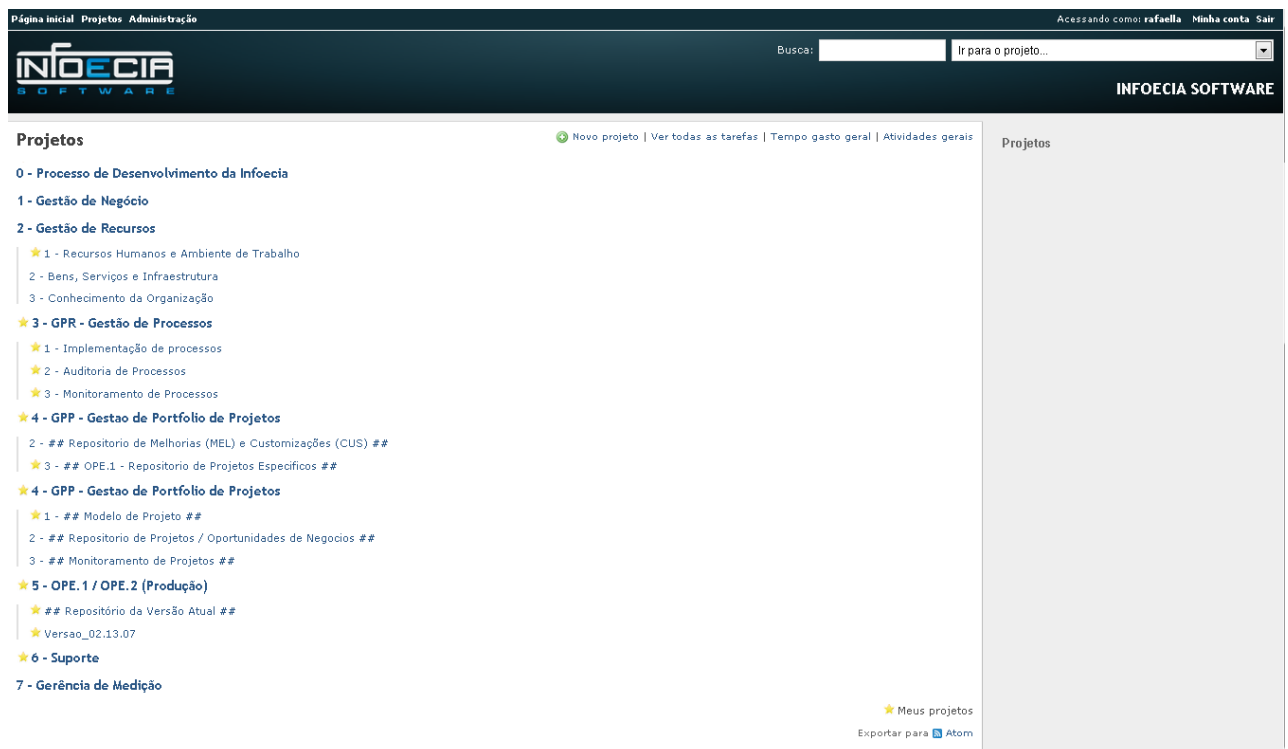 Página inicial Projetos Administração
Acessando como: rafaella Minha conta Sair
INFOECIA
SOFTWARE
Busca:
Ir para o projeto...
INFOECIA SOFTWARE
Projetos
Novo projeto | Ver todas as tarefas | Tempo gasto geral | Atividades gerais
Projetos
0 - Processo de Desenvolvimento da Infoecia
1 - Gestão de Negócio
2 - Gestão de Recursos
1 - Recursos Humanos e Ambiente de Trabalho
2 - Bens, Serviços e Infraestrutura
3 - Conhecimento da Organização
3 - GPR - Gestão de Processos
1 - Implementação de processos
2 - Auditoria de Processos
3 - Monitoramento de Processos
4 - GPP - Gestao de Portfolio de Projetos
2 - ## Repositorio de Melhorias (MEL) e Customizações (CUS) ##
3 - ## OPE.1 - Repositorio de Projetos Especificos ##
4 - GPP - Gestao de Portfolio de Projetos
1 - ## Modelo de Projeto ##
2 - ## Repositorio de Projetos / Oportunidades de Negocios ##
3 - ## Monitoramento de Projetos ##
5 - OPE.1 / OPE.2 (Produção)
## Repositório da Versão Atual ##
Versao_02.13.07
6 - Suporte
7 - Gerência de Medição
Meus projetos
Exportar para Atom